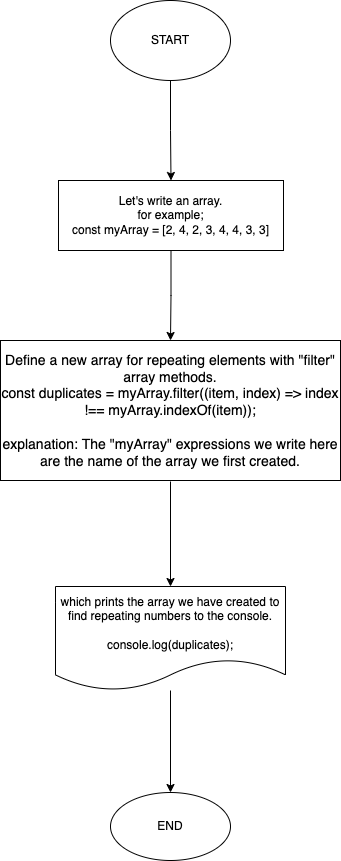 START
Let's write an array.
for example;
const myArray = [2, 4, 2, 3, 4, 4, 3, 3]
Define a new array for repeating elements with "filter"
array methods.
const duplicates = myArray.filter((item, index) => index
!== myArray.indexOf(item));
explanation: The "myArray" expressions we write here
are the name of the array we first created.
which prints the array we have created to
find repeating numbers to the console.
console.log(duplicates);
END